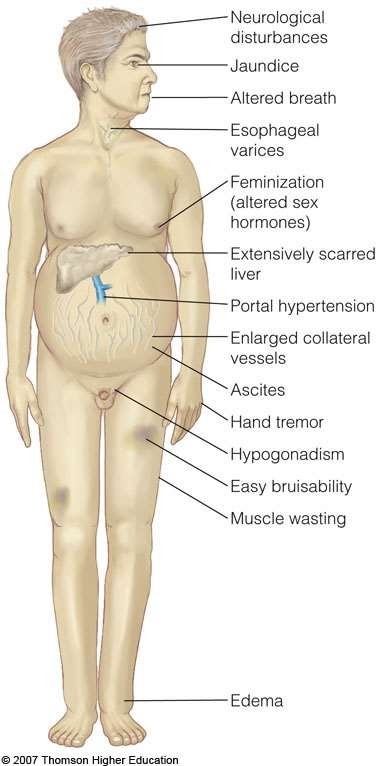 Neurological
disturbances
Jaundice
Altered breath
Esophageal
varices
Feminization
(altered sex
hormones)
Extensively scarred
liver
Portal hypertension
Enlarged collateral
vessels
Ascites
Hand tremor
Hypogonadism
Easy bruisability
Muscle wasting
Edema
© 2007 Thomson Higher Education